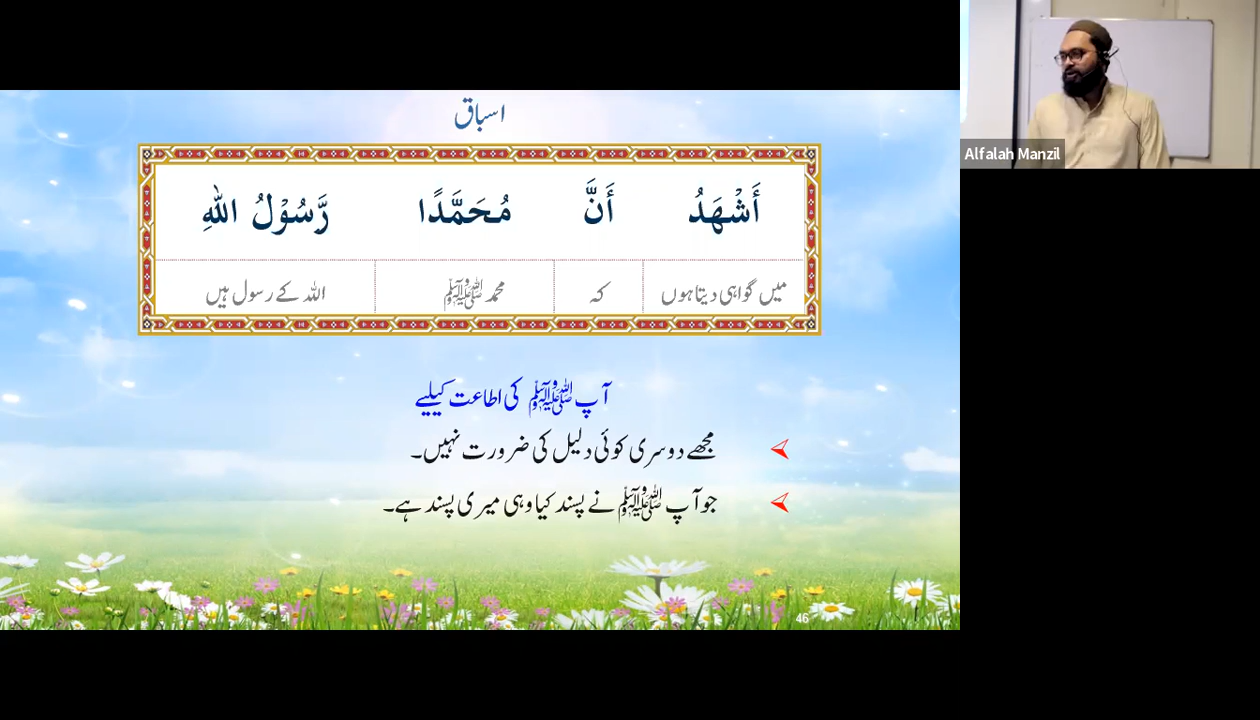 اسباق
أَشْهَدُ أَنَّ مُحَمَّدًا رَّسُوْلُ اللهِ
میں گواہی دیتا ہوں کہ محمد ﷺ اللہ کے رسول ہیں
آپ ﷺ کی اطاعت کیلیے
مجھے دوسری کوئی دلیل کی ضرورت نہیں۔
جو آپ ﷺ نے پسند کیا وہی میری پسند ہے۔
46
Alfalah Manzil